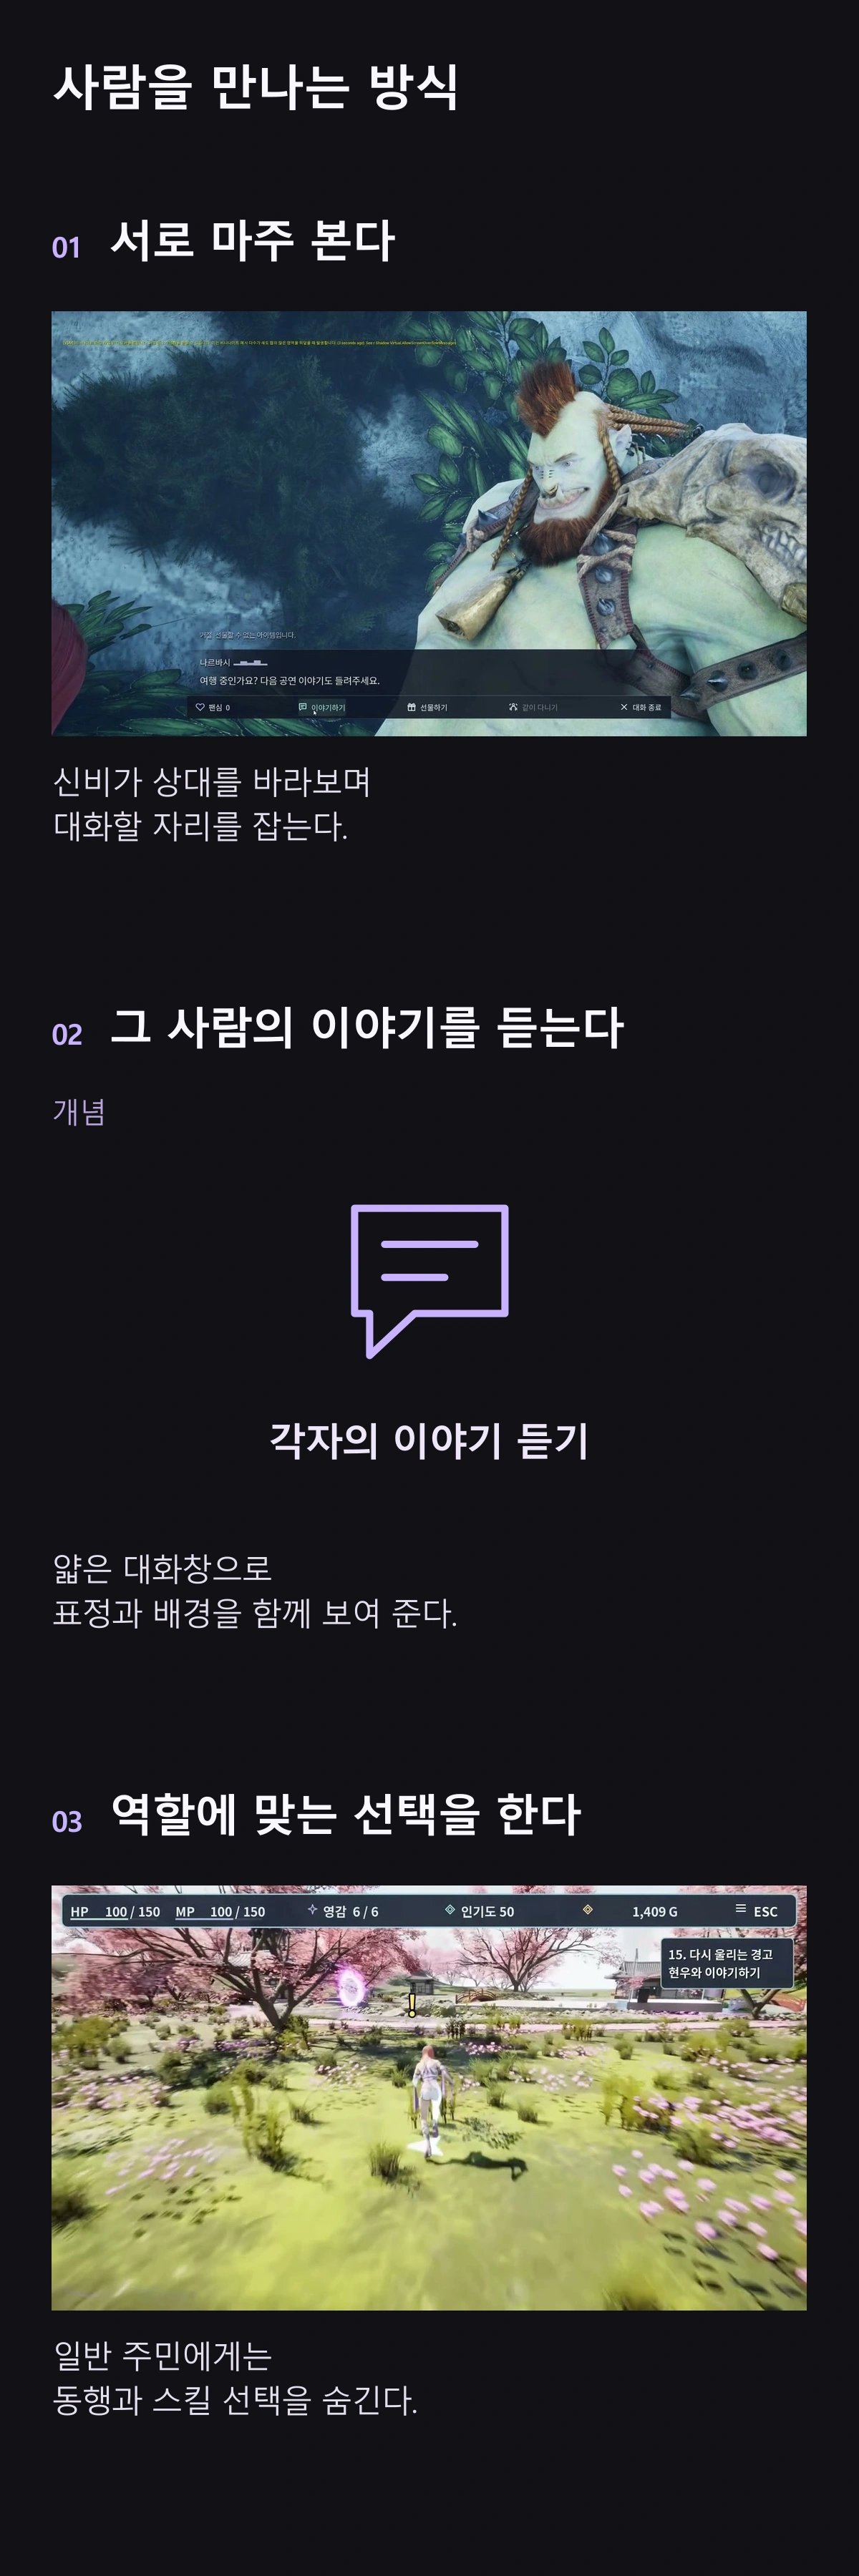 사람을 만나는 방식
01 서로 마주 본다
거절: 선물할 수 없는 아이템입니다.
나르바시
여행 중인가요? 다음 공연 이야기도 들려주세요.
팬심 0 이야기하기 선물하기 같이 다니기 대화 종료
신비가 상대를 바라보며
대화할 자리를 잡는다.
02 그 사람의 이야기를 듣는다
개념
각자의 이야기 듣기
얇은 대화창으로
표정과 배경을 함께 보여 준다.
03 역할에 맞는 선택을 한다
HP 100 / 150 MP 100 / 150 영감 6 / 6 인기도 50 1,409 G ESC
15. 다시 울리는 경고
현우와 이야기하기
일반 주민에게는
동행과 스킬 선택을 숨긴다.